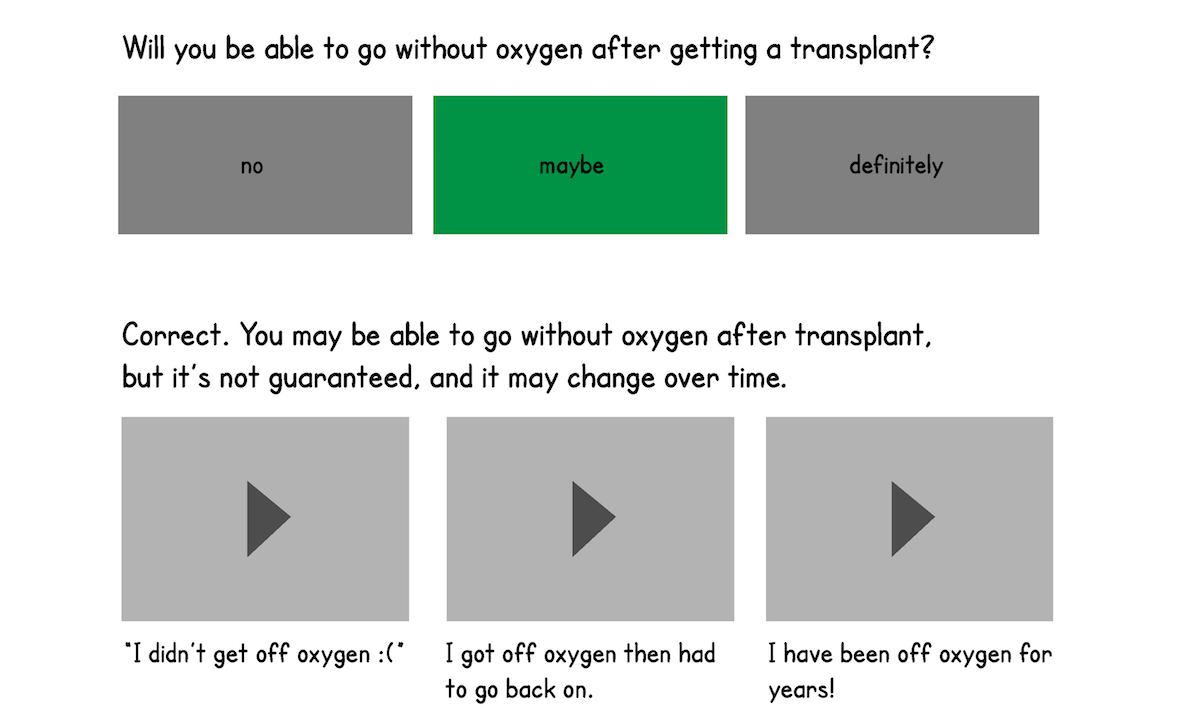 Will you be able to go without oxygen after getting a transplant?
no
maybe
definitely
Correct. You may be able to go without oxygen after transplant,
but it's not guaranteed, and it may change over time.
"I didn't get off oxygen :("
I got off oxygen then had
to go back on.
I have been off oxygen for
years!